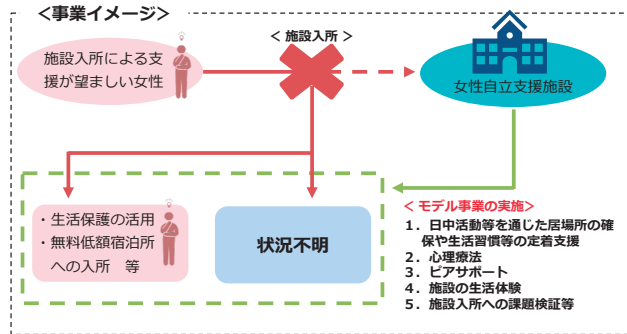 ＜事業イメージ＞
＜ 施設入所 ＞
施設入所による支
援が望ましい女性
女性自立支援施設
・生活保護の活用
・無料低額宿泊所
への入所　等
状況不明
＜ モデル事業の実施＞
１．日中活動等を通じた居場所の確
保や生活習慣等の定着支援
２．心理療法
３．ピアサポート
４．施設の生活体験
５．施設入所への課題検証等